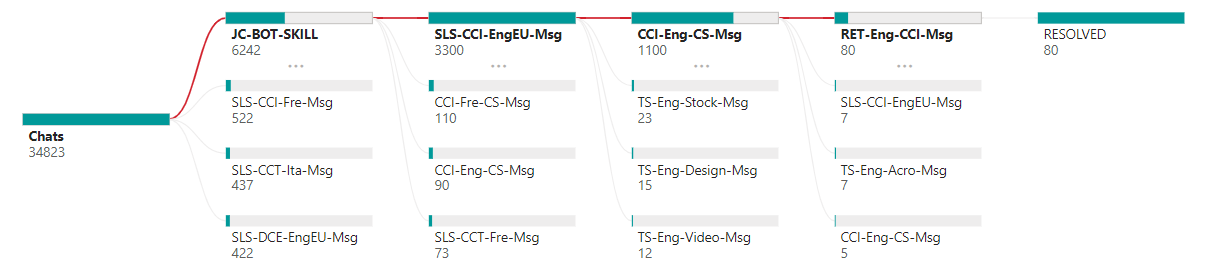 JC-BOT-SKILL
6242
SLS-CCI-EngEU-Msg
3300
CCI-Eng-CS-Msg
1100
RET-Eng-CCI-Msg
80
RESOLVED
80
SLS-CCI-Fre-Msg
522
CCI-Fre-CS-Msg
110
TS-Eng-Stock-Msg
23
SLS-CCI-EngEU-Msg
7
Chats
34823
SLS-CCT-Ita-Msg
437
CCI-Eng-CS-Msg
90
TS-Eng-Design-Msg
15
TS-Eng-Acro-Msg
7
SLS-DCE-EngEU-Msg
422
SLS-CCT-Fre-Msg
73
TS-Eng-Video-Msg
12
CCI-Eng-CS-Msg
5